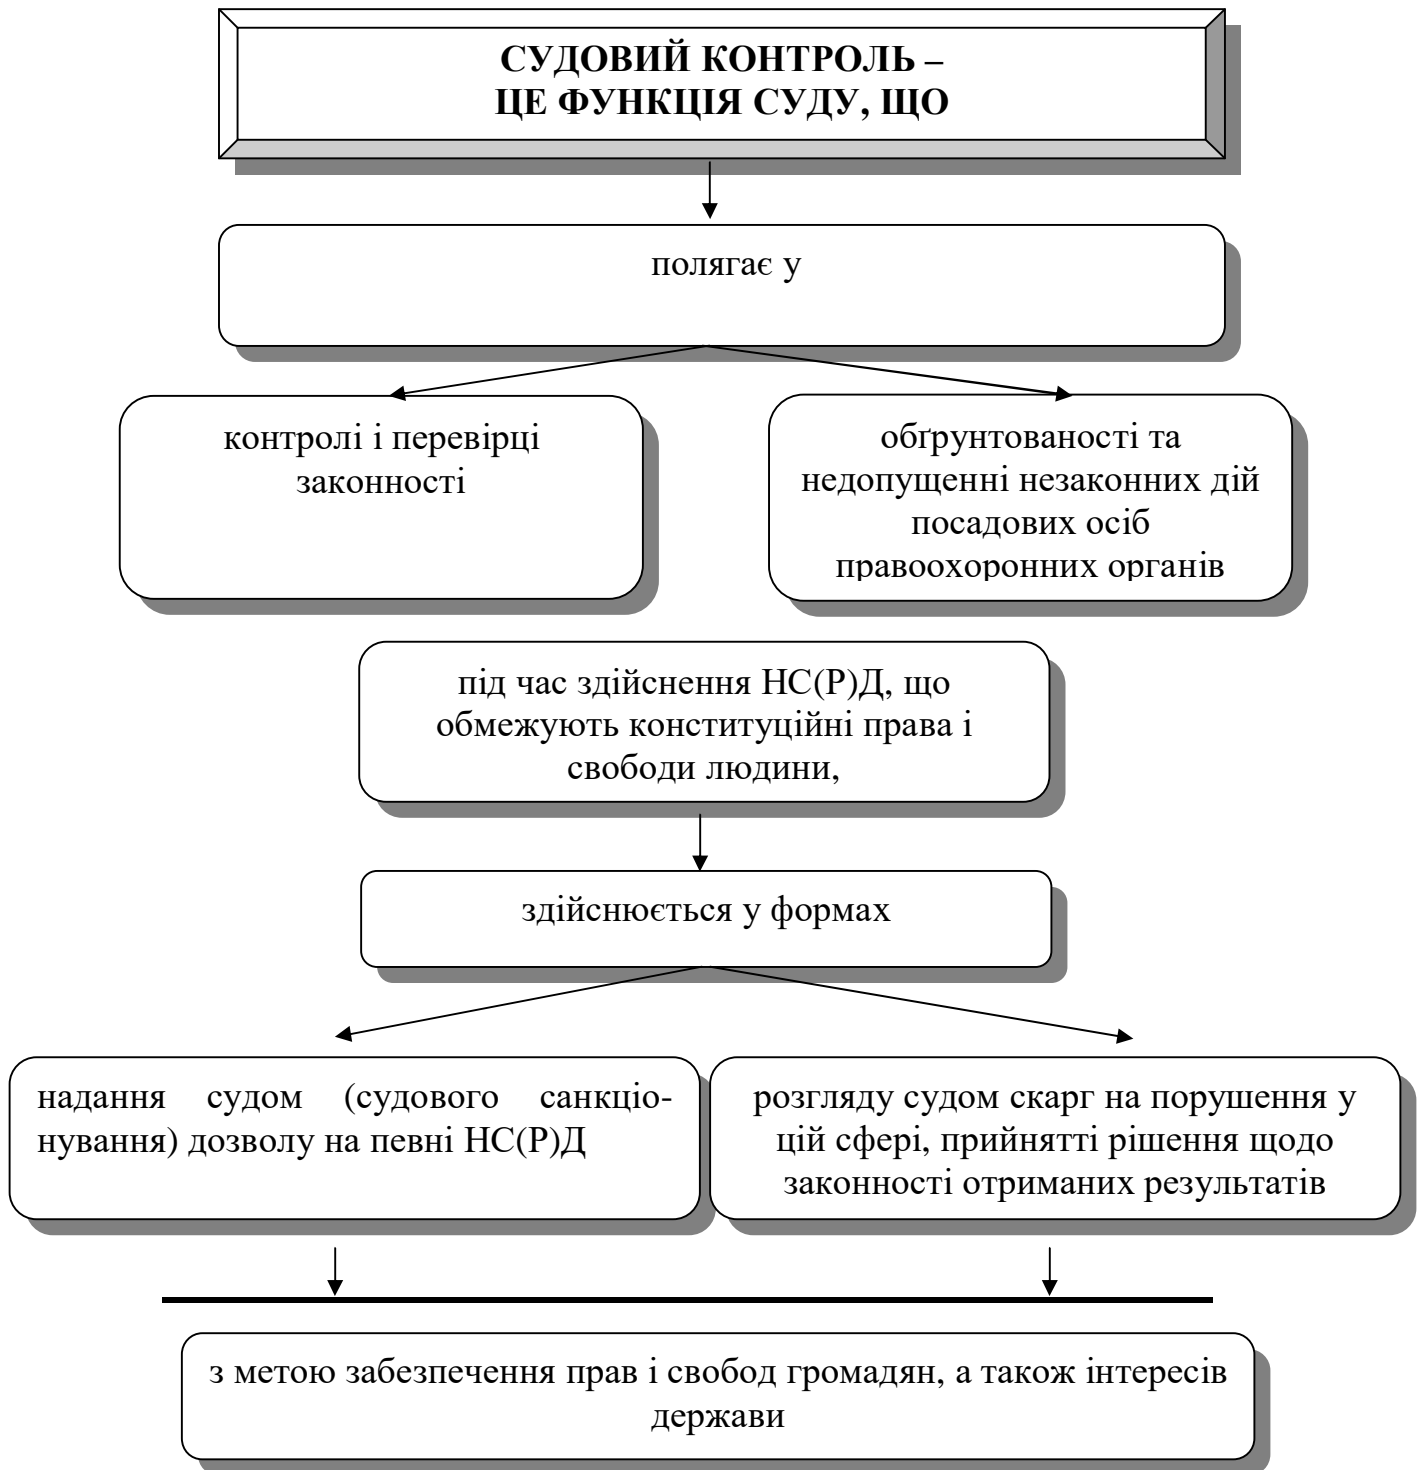 СУДОВИЙ КОНТРОЛЬ –
ЦЕ ФУНКЦІЯ СУДУ, ЩО
полягає у
контролі і перевірці
законності
обґрунтованості та
недопущенні незаконних дій
посадових осіб
правоохоронних органів
під час здійснення НС(Р)Д, що
обмежують конституційні права і
свободи людини,
здійснюється у формах
надання судом (судового санкціо-
нування) дозволу на певні НС(Р)Д
розгляду судом скарг на порушення у
цій сфері, прийнятті рішення щодо
законності отриманих результатів
з метою забезпечення прав і свобод громадян, а також інтересів
держави